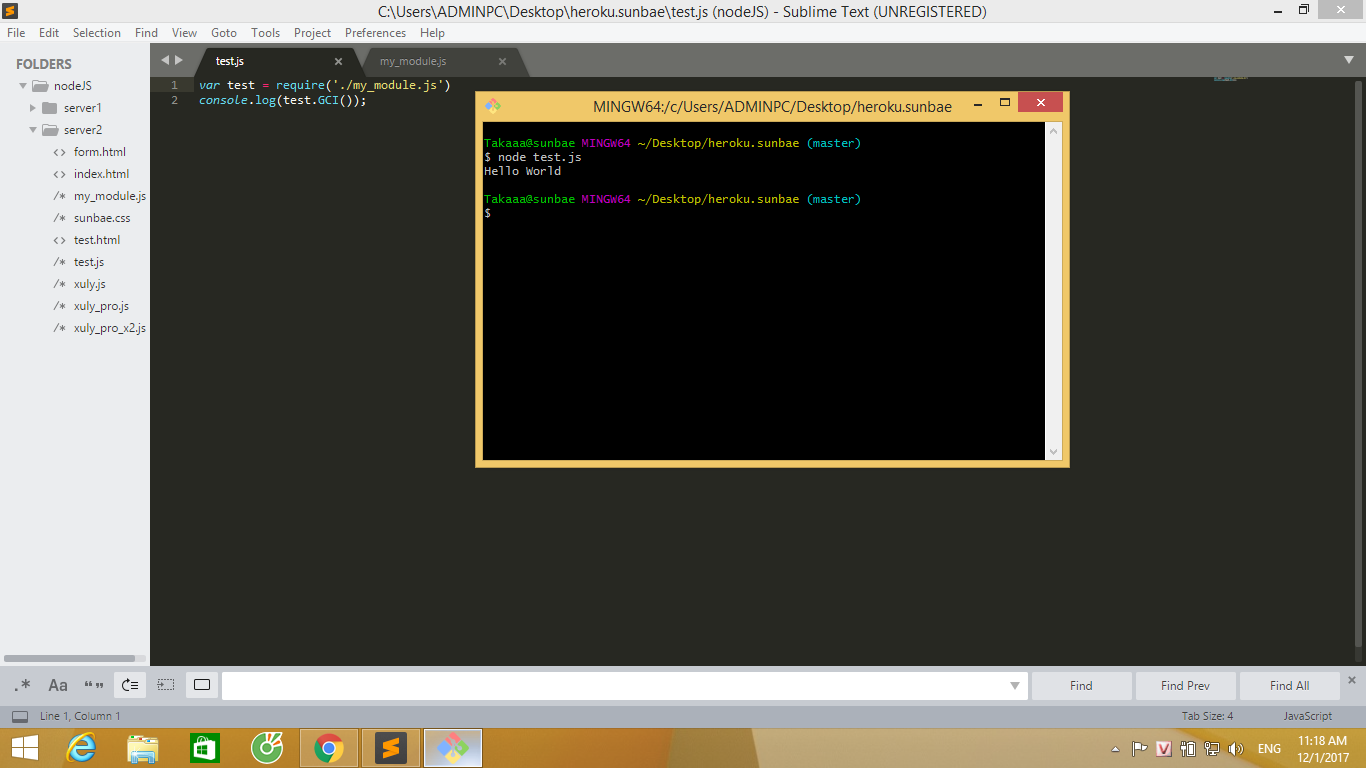 C:\Users\ADMINPC\Desktop\heroku.sunbae\test.js (nodeJS) - Sublime Text (UNREGISTERED)
File Edit Selection Find View Goto Tools Project Preferences Help
FOLDERS
nodeJS
server1
server2
form.html
index.html
my_module.js
sunbae.css
test.html
test.js
xuly.js
xuly_pro.js
xuly_pro_x2.js
test.js my_module.js
1 var test = require('./my_module.js')
2 console.log(test.GCI());
MINGW64:/c/Users/ADMINPC/Desktop/heroku.sunbae
Takaaa@sunbae MINGW64 ~/Desktop/heroku.sunbae (master)
$ node test.js
Hello World
Takaaa@sunbae MINGW64 ~/Desktop/heroku.sunbae (master)
$
.* Aa “” Find Find Prev Find All
Line 1, Column 1 Tab Size: 4 JavaScript
V ENG 11:18 AM
12/1/2017